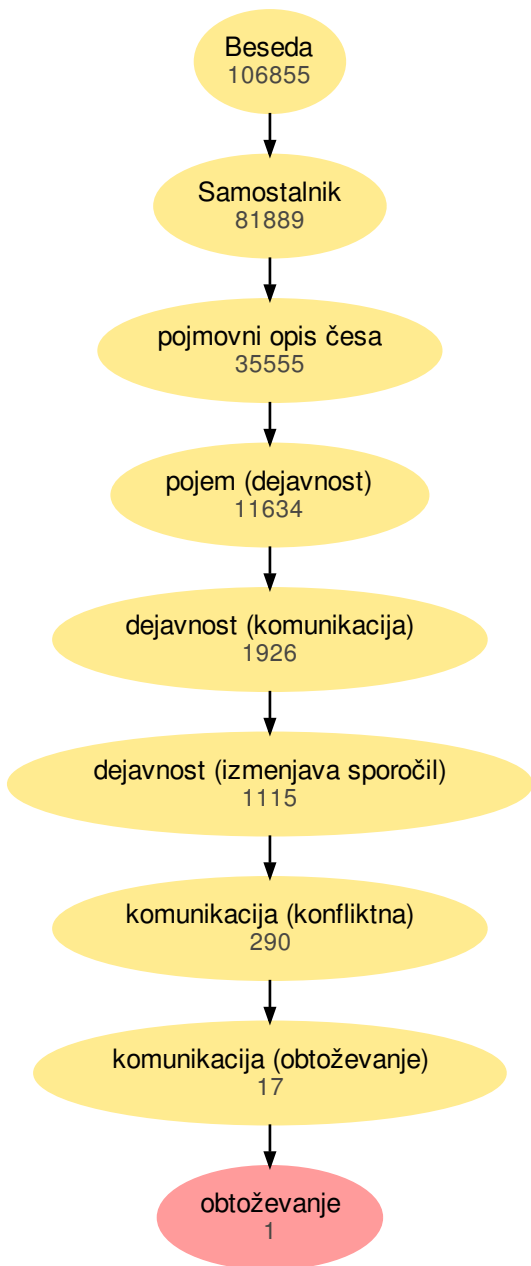 Beseda
106855
Samostalnik
81889
pojmovni opis česa
35555
pojem (dejavnost)
11634
dejavnost (komunikacija)
1926
dejavnost (izmenjava sporočil)
1115
komunikacija (konfliktna)
290
komunikacija (obtoževanje)
17
obtoževanje
1